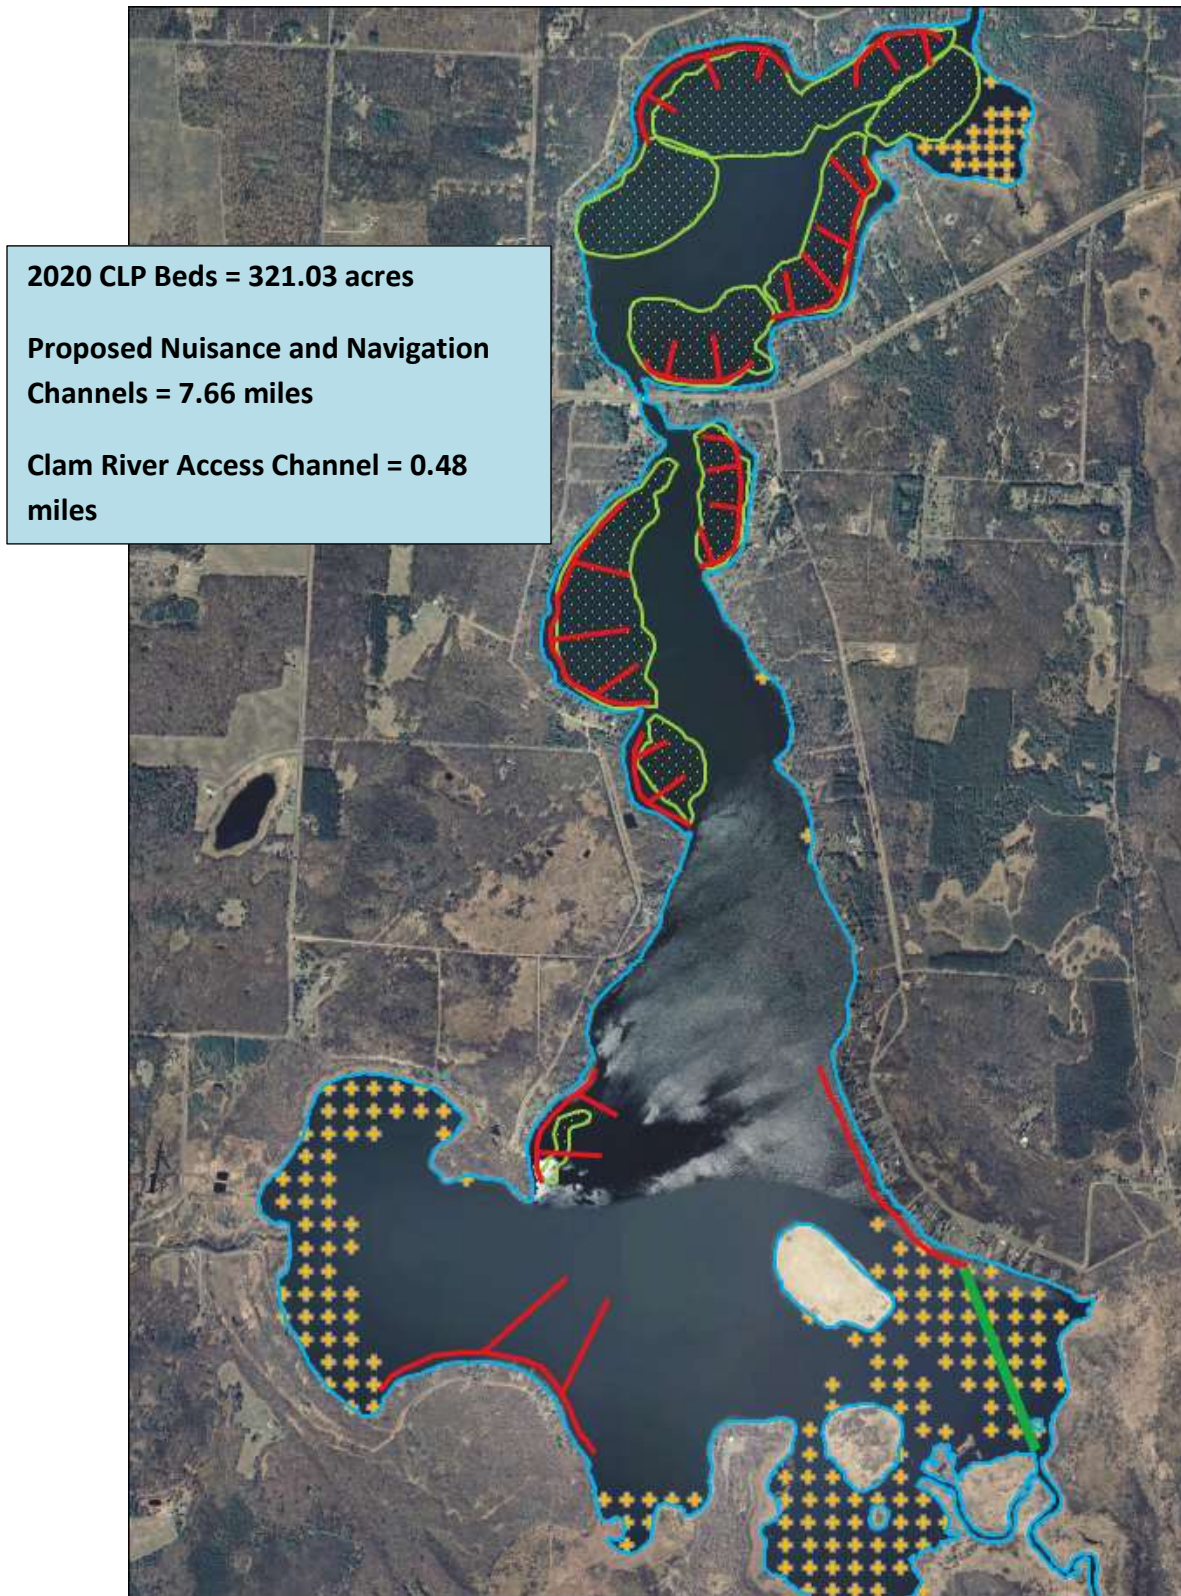 2020 CLP Beds = 321.03 acres
Proposed Nuisance and Navigation
Channels = 7.66 miles
Clam River Access Channel = 0.48
miles